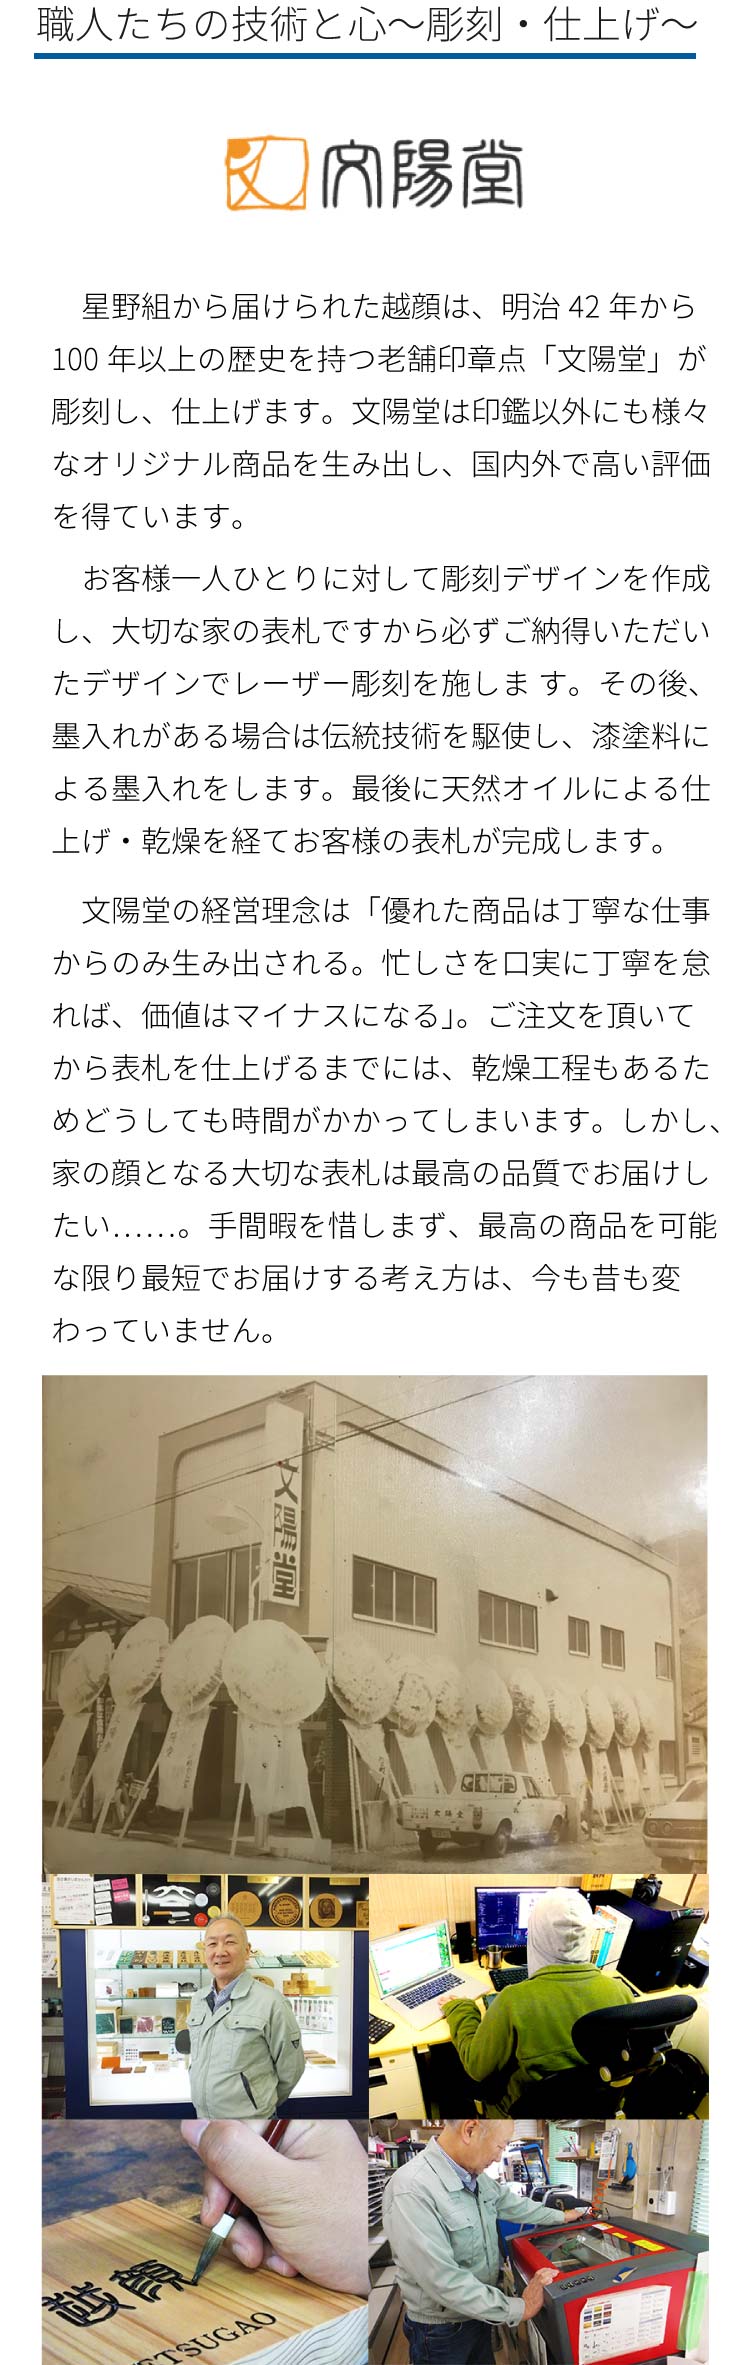 職人たちの技術と心～彫刻・仕上げ～
文陽堂
星野組から届けられた越顔は、明治 42 年から
100 年以上の歴史を持つ老舗印章点「文陽堂」が
彫刻し、仕上げます。文陽堂は印鑑以外にも様々
なオリジナル商品を生み出し、国内外で高い評価
を得ています。
お客様一人ひとりに対して彫刻デザインを作成
し、大切な家の表札ですから必ずご納得いただい
たデザインでレーザー彫刻を施しま す。その後、
墨入れがある場合は伝統技術を駆使し、漆塗料に
よる墨入れをします。最後に天然オイルによる仕
上げ・乾燥を経てお客様の表札が完成します。
文陽堂の経営理念は「優れた商品は丁寧な仕事
からのみ生み出される。忙しさを口実に丁寧を怠
れば、価値はマイナスになる」。ご注文を頂いて
から表札を仕上げるまでには、乾燥工程もあるた
めどうしても時間がかかってしまいます。しかし、
家の顔となる大切な表札は最高の品質でお届けし
たい……。手間暇を惜しまず、最高の商品を可能
な限り最短でお届けする考え方は、今も昔も変
わっていません。
文陽堂
文陽堂
越顔
ETSUGAO